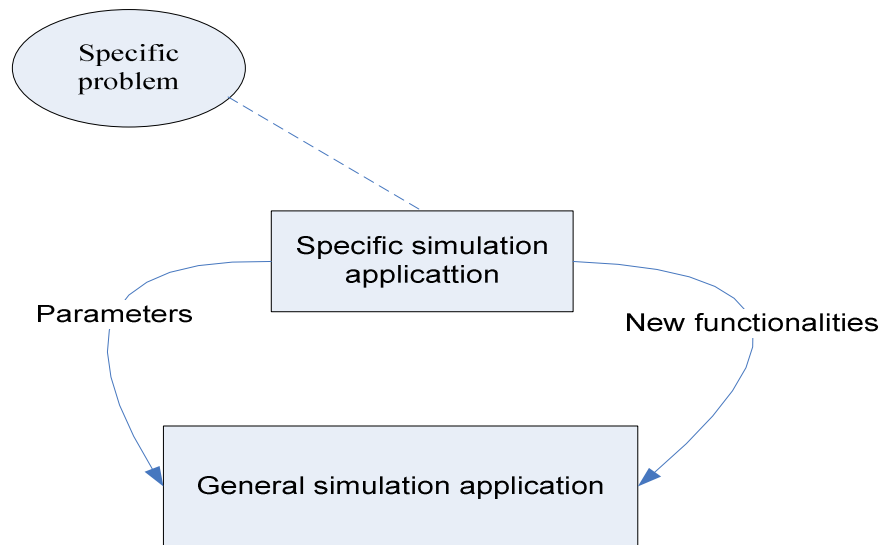 Specific
problem
Specific simulation
applicattion
Parameters
New functionalities
General simulation application